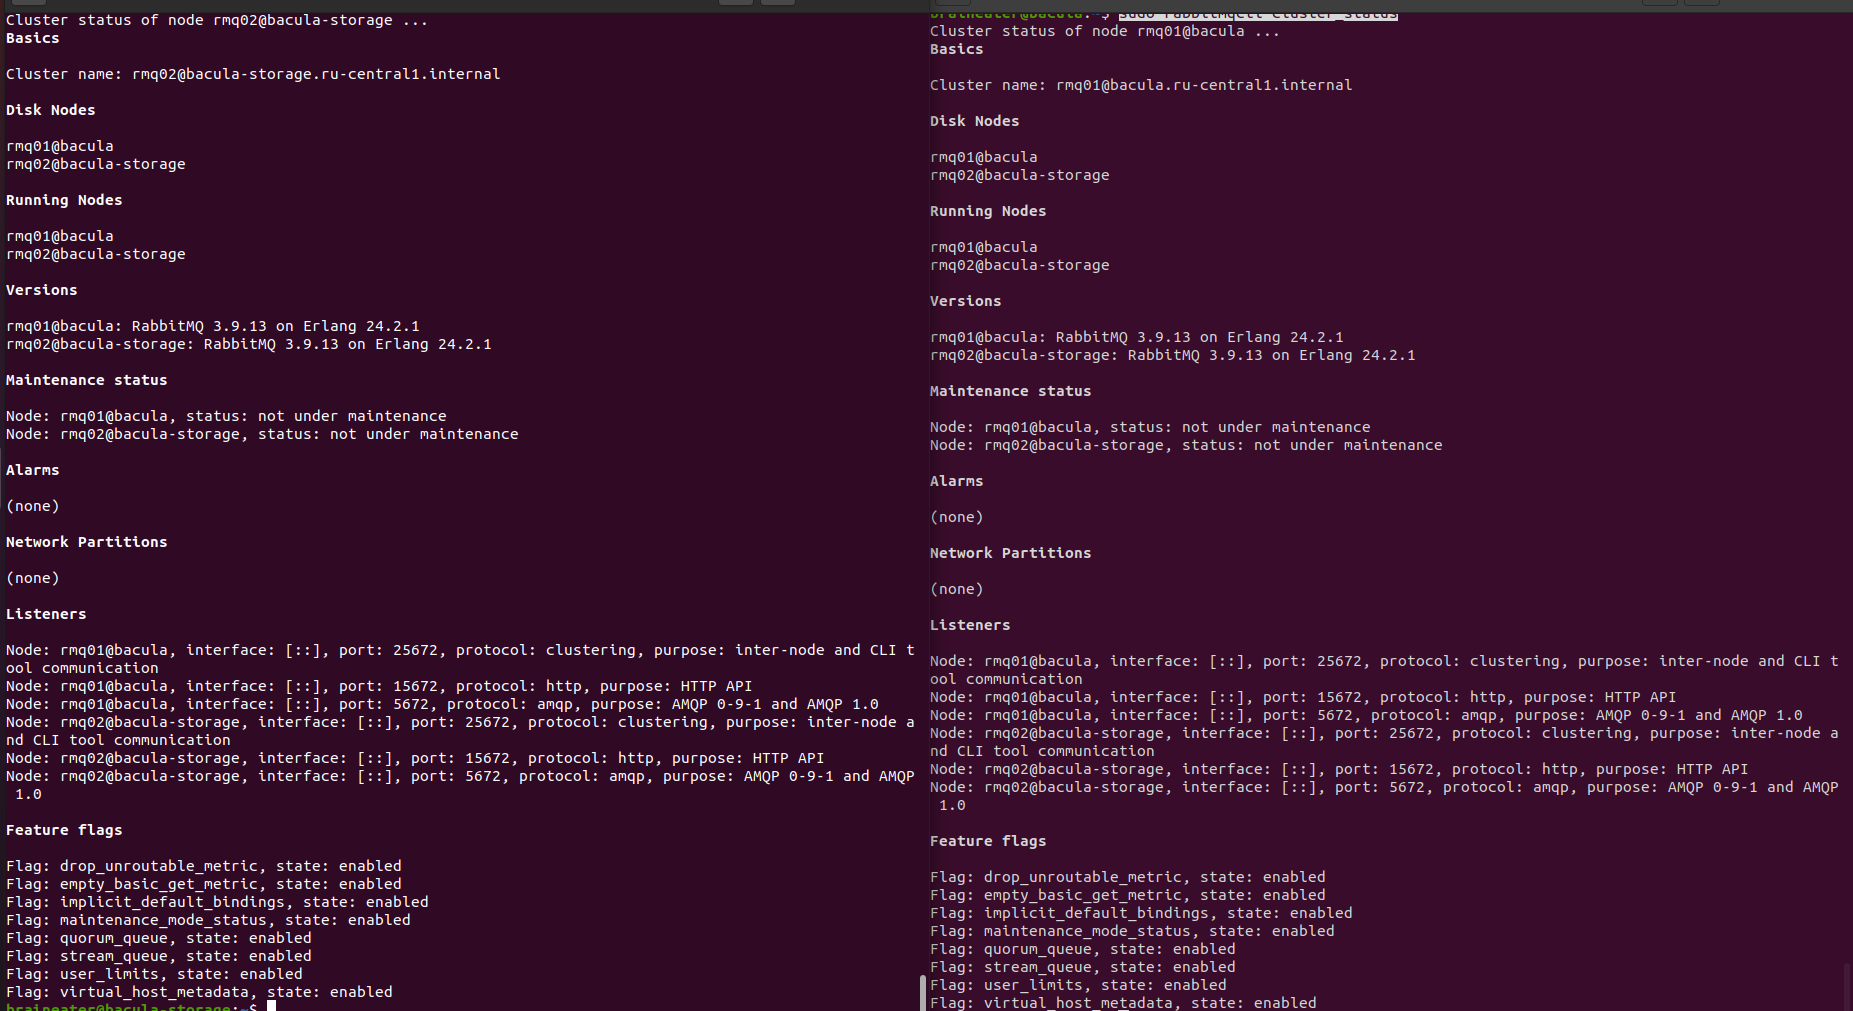 Cluster status of node rmq02@bacula-storage ...
Basics
Cluster name: rmq02@bacula-storage.ru-central1.internal
Disk Nodes
rmq01@bacula
rmq02@bacula-storage
Running Nodes
rmq01@bacula
rmq02@bacula-storage
Versions
rmq01@bacula: RabbitMQ 3.9.13 on Erlang 24.2.1
rmq02@bacula-storage: RabbitMQ 3.9.13 on Erlang 24.2.1
Maintenance status
Node: rmq01@bacula, status: not under maintenance
Node: rmq02@bacula-storage, status: not under maintenance
Alarms
(none)
Network Partitions
(none)
Listeners
Node: rmq01@bacula, interface: [::], port: 25672, protocol: clustering, purpose: inter-node and CLI t
ool communication
Node: rmq01@bacula, interface: [::], port: 15672, protocol: http, purpose: HTTP API
Node: rmq01@bacula, interface: [::], port: 5672, protocol: amqp, purpose: AMQP 0-9-1 and AMQP 1.0
Node: rmq02@bacula-storage, interface: [::], port: 25672, protocol: clustering, purpose: inter-node a
nd CLI tool communication
Node: rmq02@bacula-storage, interface: [::], port: 15672, protocol: http, purpose: HTTP API
Node: rmq02@bacula-storage, interface: [::], port: 5672, protocol: amqp, purpose: AMQP 0-9-1 and AMQP
1.0
Feature flags
Flag: drop_unroutable_metric, state: enabled
Flag: empty_basic_get_metric, state: enabled
Flag: implicit_default_bindings, state: enabled
Flag: maintenance_mode_status, state: enabled
Flag: quorum_queue, state: enabled
Flag: stream_queue, state: enabled
Flag: user_limits, state: enabled
Flag: virtual_host_metadata, state: enabled
braineater@bacula-storage:~$
braineater@bacula:~$ sudo rabbitmqctl cluster_status
Cluster status of node rmq01@bacula ...
Basics
Cluster name: rmq01@bacula.ru-central1.internal
Disk Nodes
rmq01@bacula
rmq02@bacula-storage
Running Nodes
rmq01@bacula
rmq02@bacula-storage
Versions
rmq01@bacula: RabbitMQ 3.9.13 on Erlang 24.2.1
rmq02@bacula-storage: RabbitMQ 3.9.13 on Erlang 24.2.1
Maintenance status
Node: rmq01@bacula, status: not under maintenance
Node: rmq02@bacula-storage, status: not under maintenance
Alarms
(none)
Network Partitions
(none)
Listeners
Node: rmq01@bacula, interface: [::], port: 25672, protocol: clustering, purpose: inter-node and CLI t
ool communication
Node: rmq01@bacula, interface: [::], port: 15672, protocol: http, purpose: HTTP API
Node: rmq01@bacula, interface: [::], port: 5672, protocol: amqp, purpose: AMQP 0-9-1 and AMQP 1.0
Node: rmq02@bacula-storage, interface: [::], port: 25672, protocol: clustering, purpose: inter-node a
nd CLI tool communication
Node: rmq02@bacula-storage, interface: [::], port: 15672, protocol: http, purpose: HTTP API
Node: rmq02@bacula-storage, interface: [::], port: 5672, protocol: amqp, purpose: AMQP 0-9-1 and AMQP
1.0
Feature flags
Flag: drop_unroutable_metric, state: enabled
Flag: empty_basic_get_metric, state: enabled
Flag: implicit_default_bindings, state: enabled
Flag: maintenance_mode_status, state: enabled
Flag: quorum_queue, state: enabled
Flag: stream_queue, state: enabled
Flag: user_limits, state: enabled
Flag: virtual_host_metadata, state: enabled